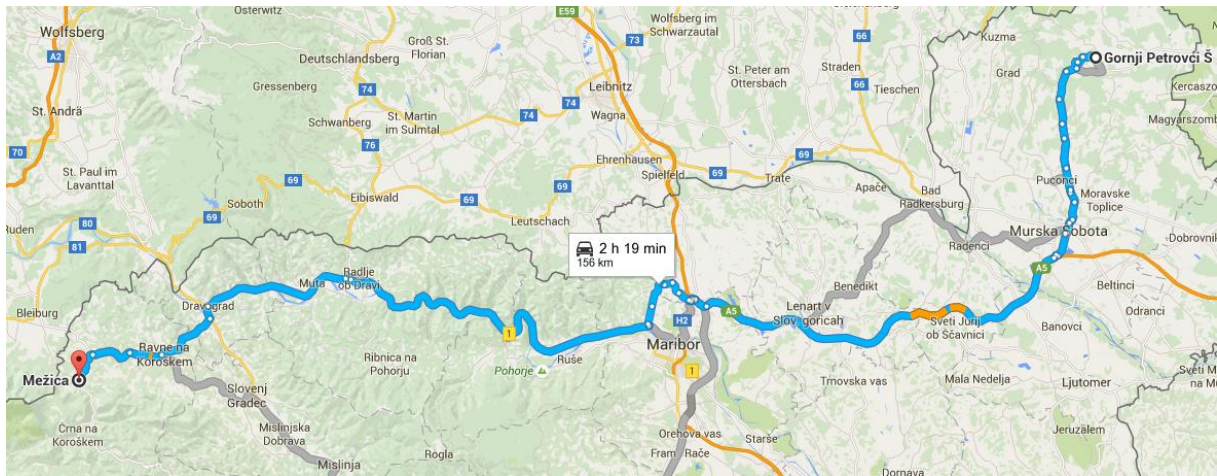 Osterwitz
E59
Wolfsberg im
Schwarzautal
Kuzma
Wolfsberg
A2
Groß St.
Florian
73
66
Deutschlandsberg
St. Peter am
Ottersbach
Straden
66
Grad
Gornji Petrovci Š
Gressenberg
74
Leibnitz
Tieschen
Kercaszo
St. Andrä
St. Martin
im Sulmtal
74
74
Wagna
Schwanberg
Magyarszomb
76
70
St. Paul im
Lavanttal
Ehrenhausen
69
Spielfeld
69
Trate
Apače
Bad
Radkersburg
Puconci
Moravske
Toplice
69
Eibiswald
69
Soboth
Leutschach
69
Ruden
80
81
Radenci
Murska Sobota
Dobrovnik
2 h 19 min
156 km
A5
Radlje
ob Dravi
Muta
Benedikt
Beltinci
Bleiburg
Dravograd
Lenart v
Slov. goricah
A5
H2
Odranci
1
Sveti Jurij
ob Ščavnici
Banovci
Maribor
Ravne na
Koroškem
Ribnica na
Pohorju
Ruše
Pohorje
1
Mežica
Trnovska vas
Mala Nedelja
Ljutomer
Sveti M
na Mu
Slovenj
Gradec
Črna na
Koroškem
Mislinjska
Dobrava
Orehova vas
Starše
Jeruzalem
Rogla
Fram
Rače
Mislinja
Dornava